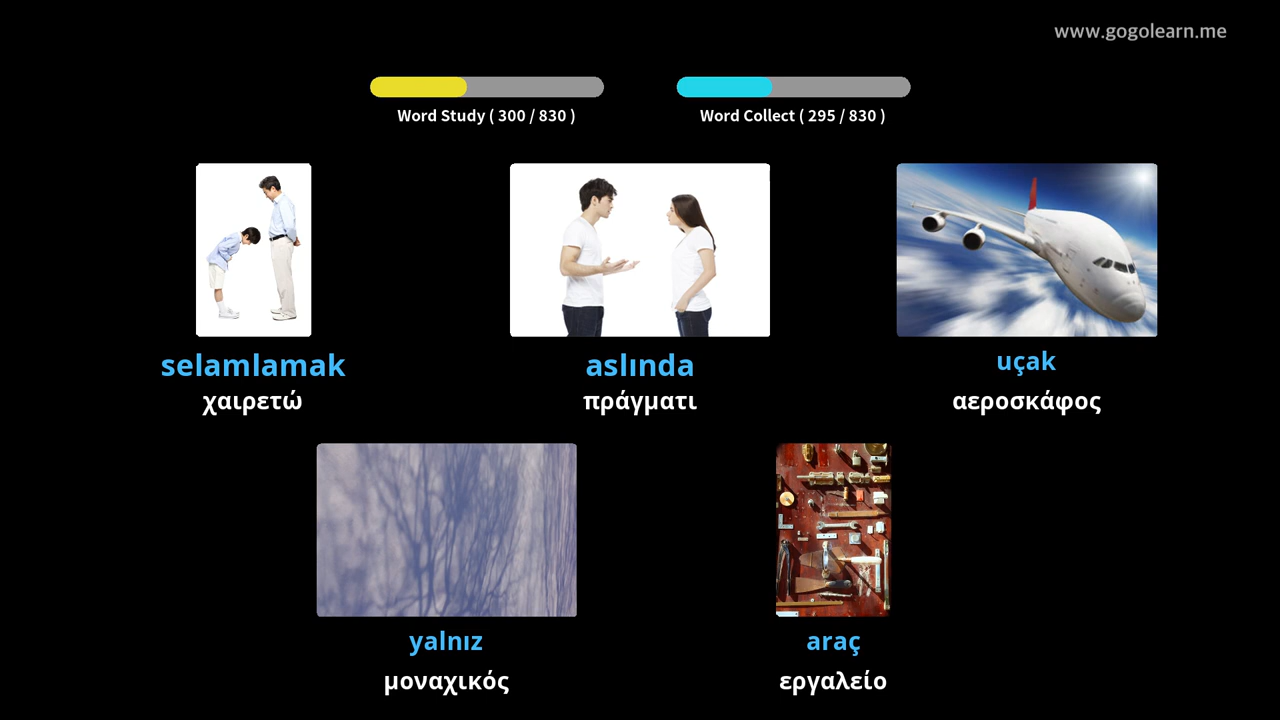 www.gogolearn.me
Word Study ( 300 / 830 )
Word Collect ( 295 / 830 )
selamlamak
χαιρετώ
aslında
πράγματι
uçak
αεροσκάφος
yalnız
μοναχικός
araç
εργαλείο